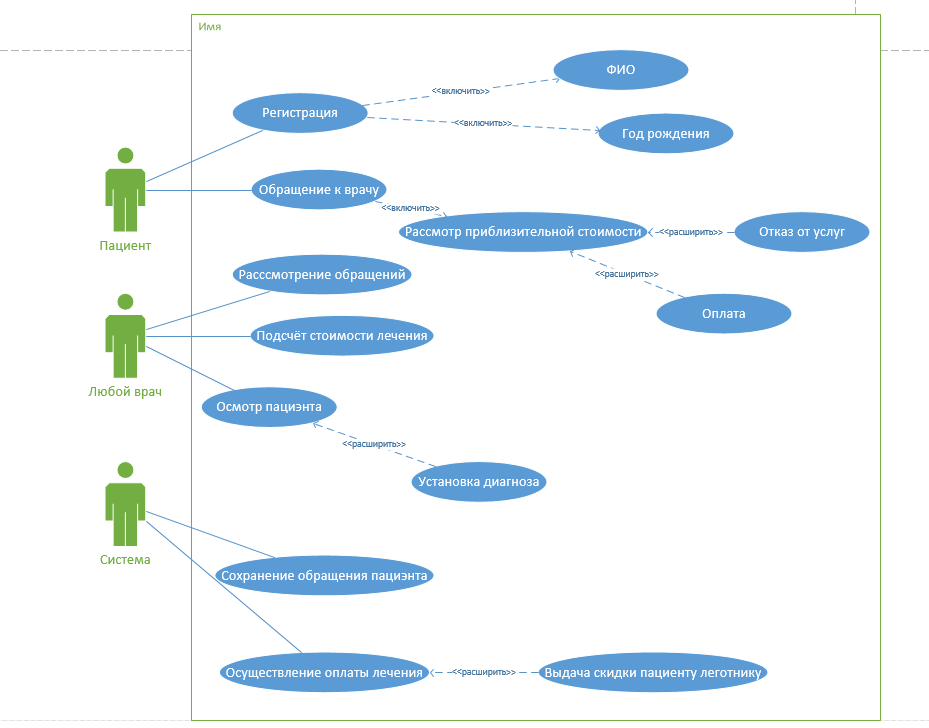 Имя
ФИО
<<включить>>
Регистрация
<<включить>>
Год рождения
Обращение к врачу
<<включить>>
Пациент
Рассмотр приблизительной стоимости
<<расширить>>
Отказ от услуг
Расссмотрение обращений
<<расширить>>
Оплата
Подсчёт стоимости лечения
Любой врач
Осмотр пациэнта
<<расширить>>
Установка диагноза
Система
Сохранение обращения пациэнта
Осуществление оплаты лечения
<<расширить>>
Выдача скидки пациенту леготнику